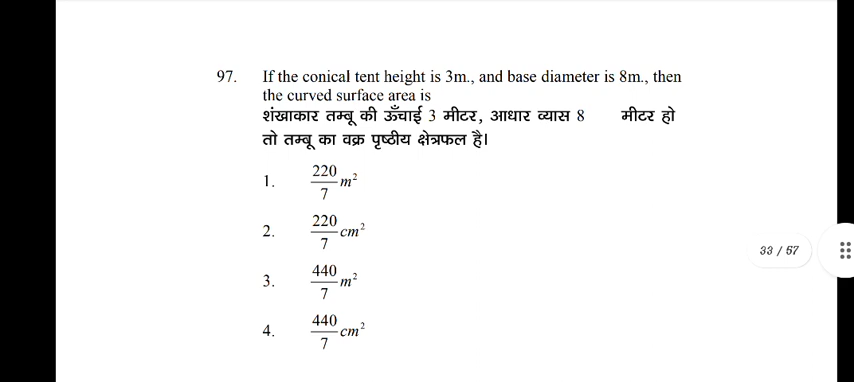 97. If the conical tent height is 3m., and base diameter is 8m., then
the curved surface area is
शंखाकार तम्बू की ऊँचाई 3 मीटर, आधार व्यास 8 मीटर हो
तो तम्बू का वक्र पृष्ठीय क्षेत्रफल है।
1. 220/7 m²
2. 220/7 cm²
3. 440/7 m²
4. 440/7 cm²
33 / 57